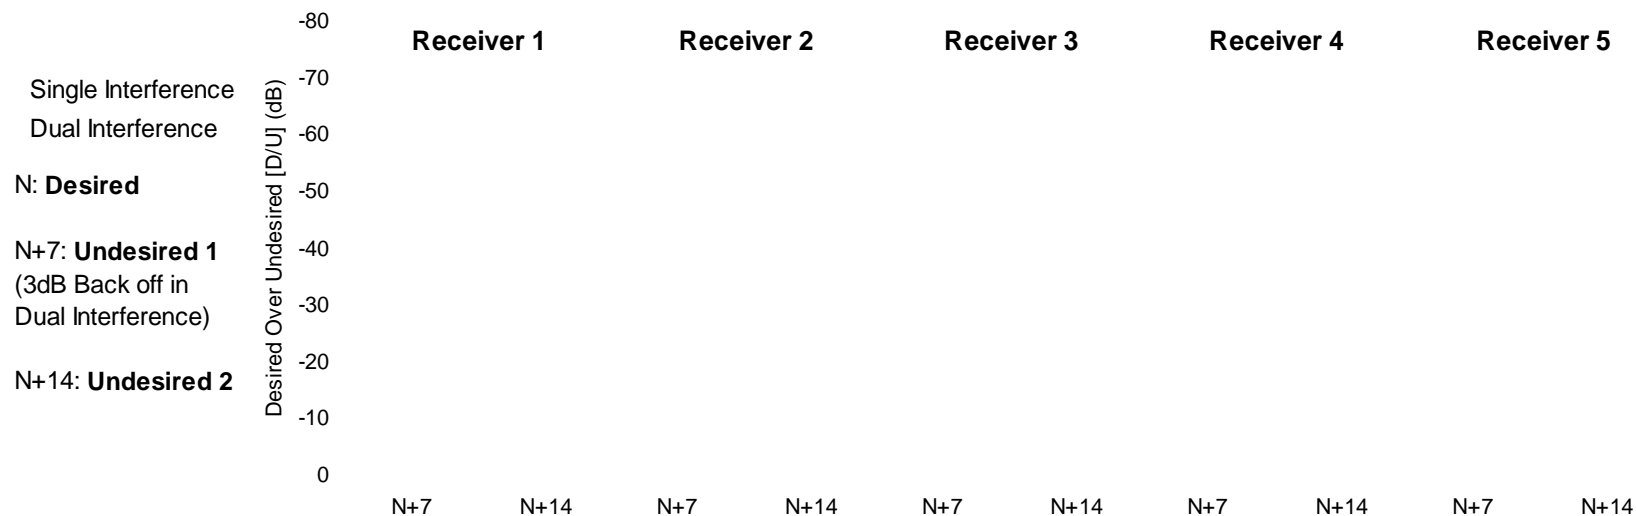 Single Interference
Dual Interference
N: Desired
N+7: Undesired 1
(3dB Back off in
Dual Interference)
N+14: Undesired 2
Desired Over Undesired [D/U] (dB)
-80
-70
-60
-50
-40
-30
-20
-10
0
Receiver 1 Receiver 2 Receiver 3 Receiver 4 Receiver 5
N+7 N+14 N+7 N+14 N+7 N+14 N+7 N+14 N+7 N+14